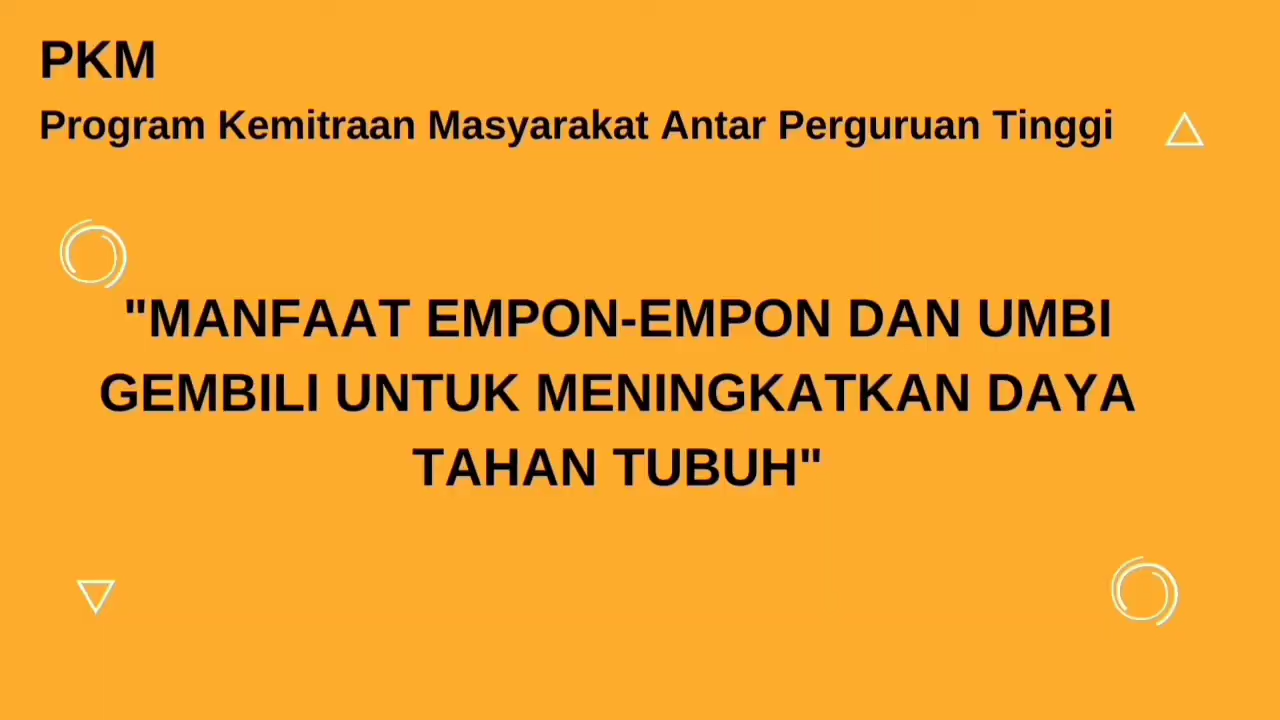 PKM
Program Kemitraan Masyarakat Antar Perguruan Tinggi
"MANFAAT EMPON-EMPON DAN UMBI
GEMBILI UNTUK MENINGKATKAN DAYA
TAHAN TUBUH"